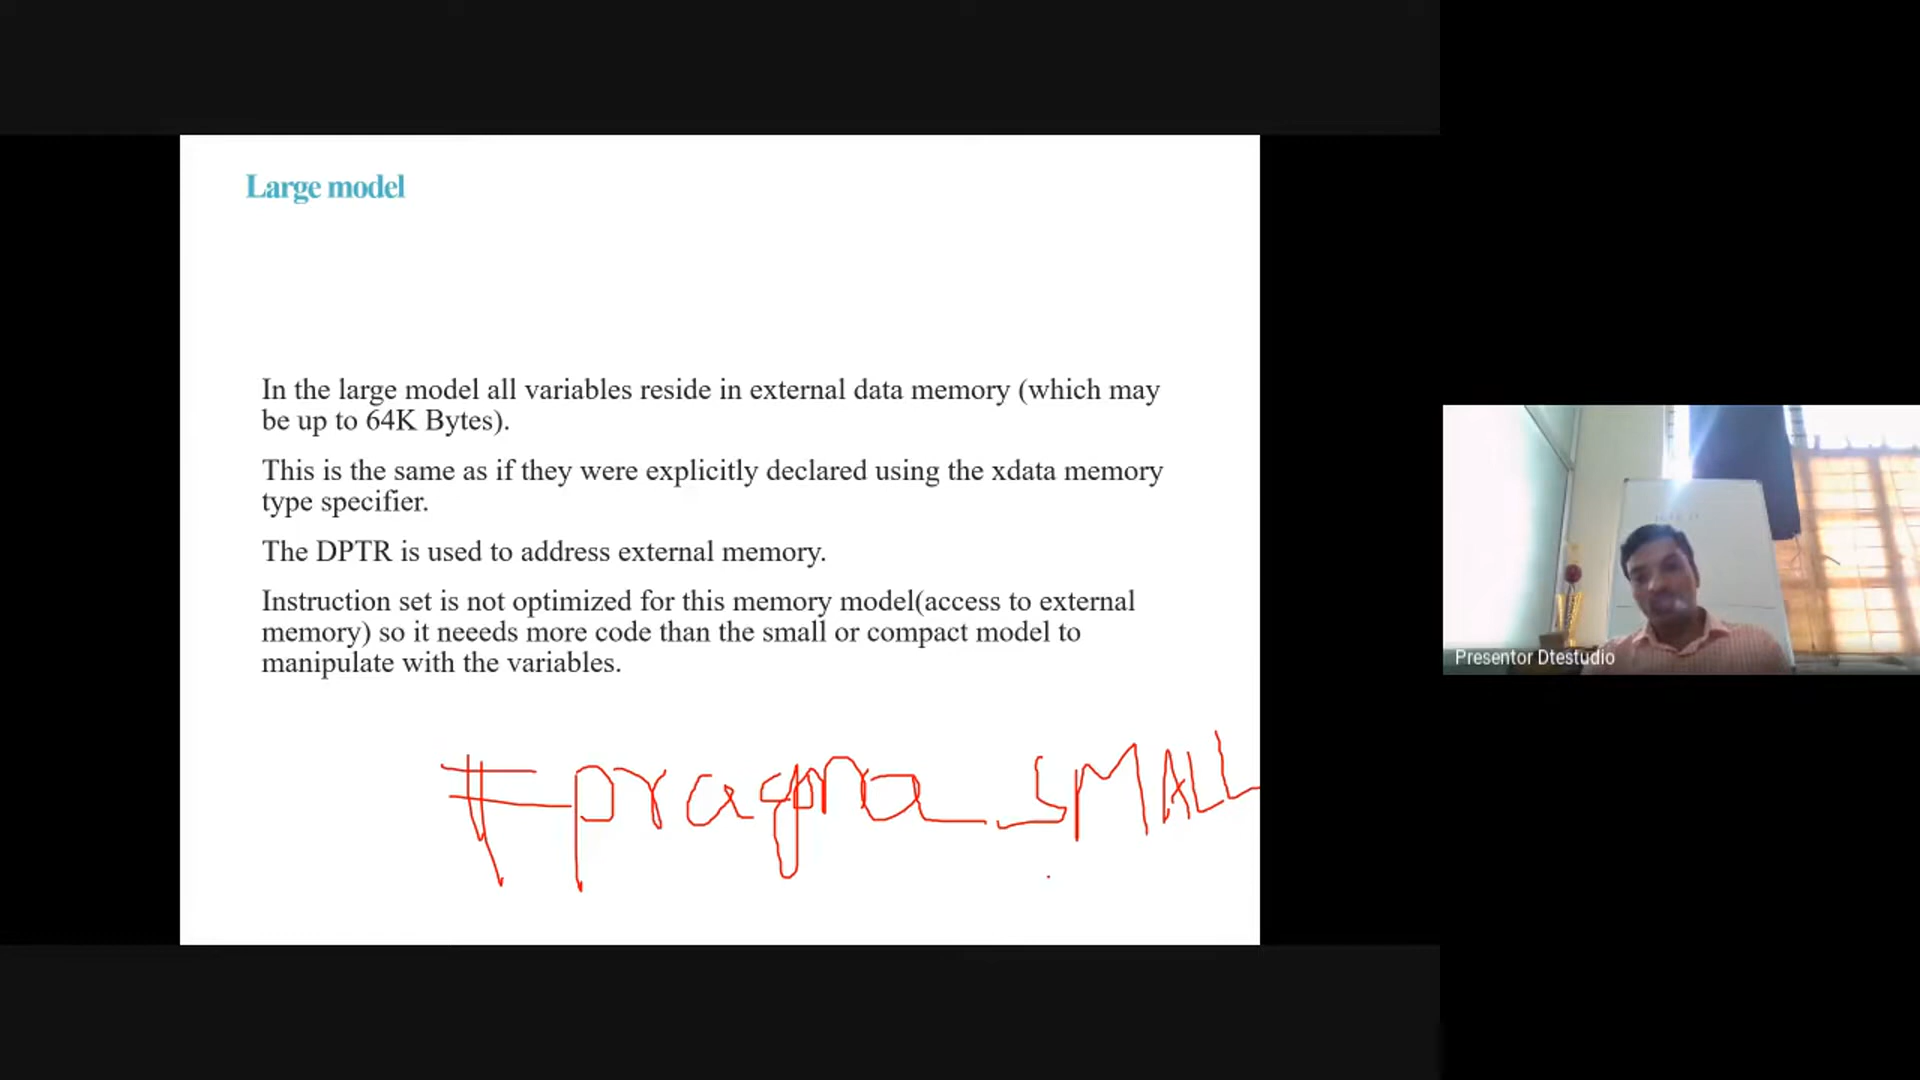 Large model
In the large model all variables reside in external data memory (which may
be up to 64K Bytes).
This is the same as if they were explicitly declared using the xdata memory
type specifier.
The DPTR is used to address external memory.
Instruction set is not optimized for this memory model(access to external
memory) so it neeeds more code than the small or compact model to
manipulate with the variables.
#pragma SMALL
Presentor Dtestudio